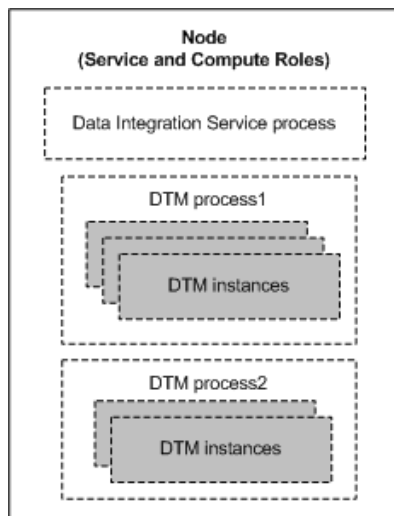 Node
(Service and Compute Roles)
Data Integration Service process
DTM process1
DTM instances
DTM process2
DTM instances